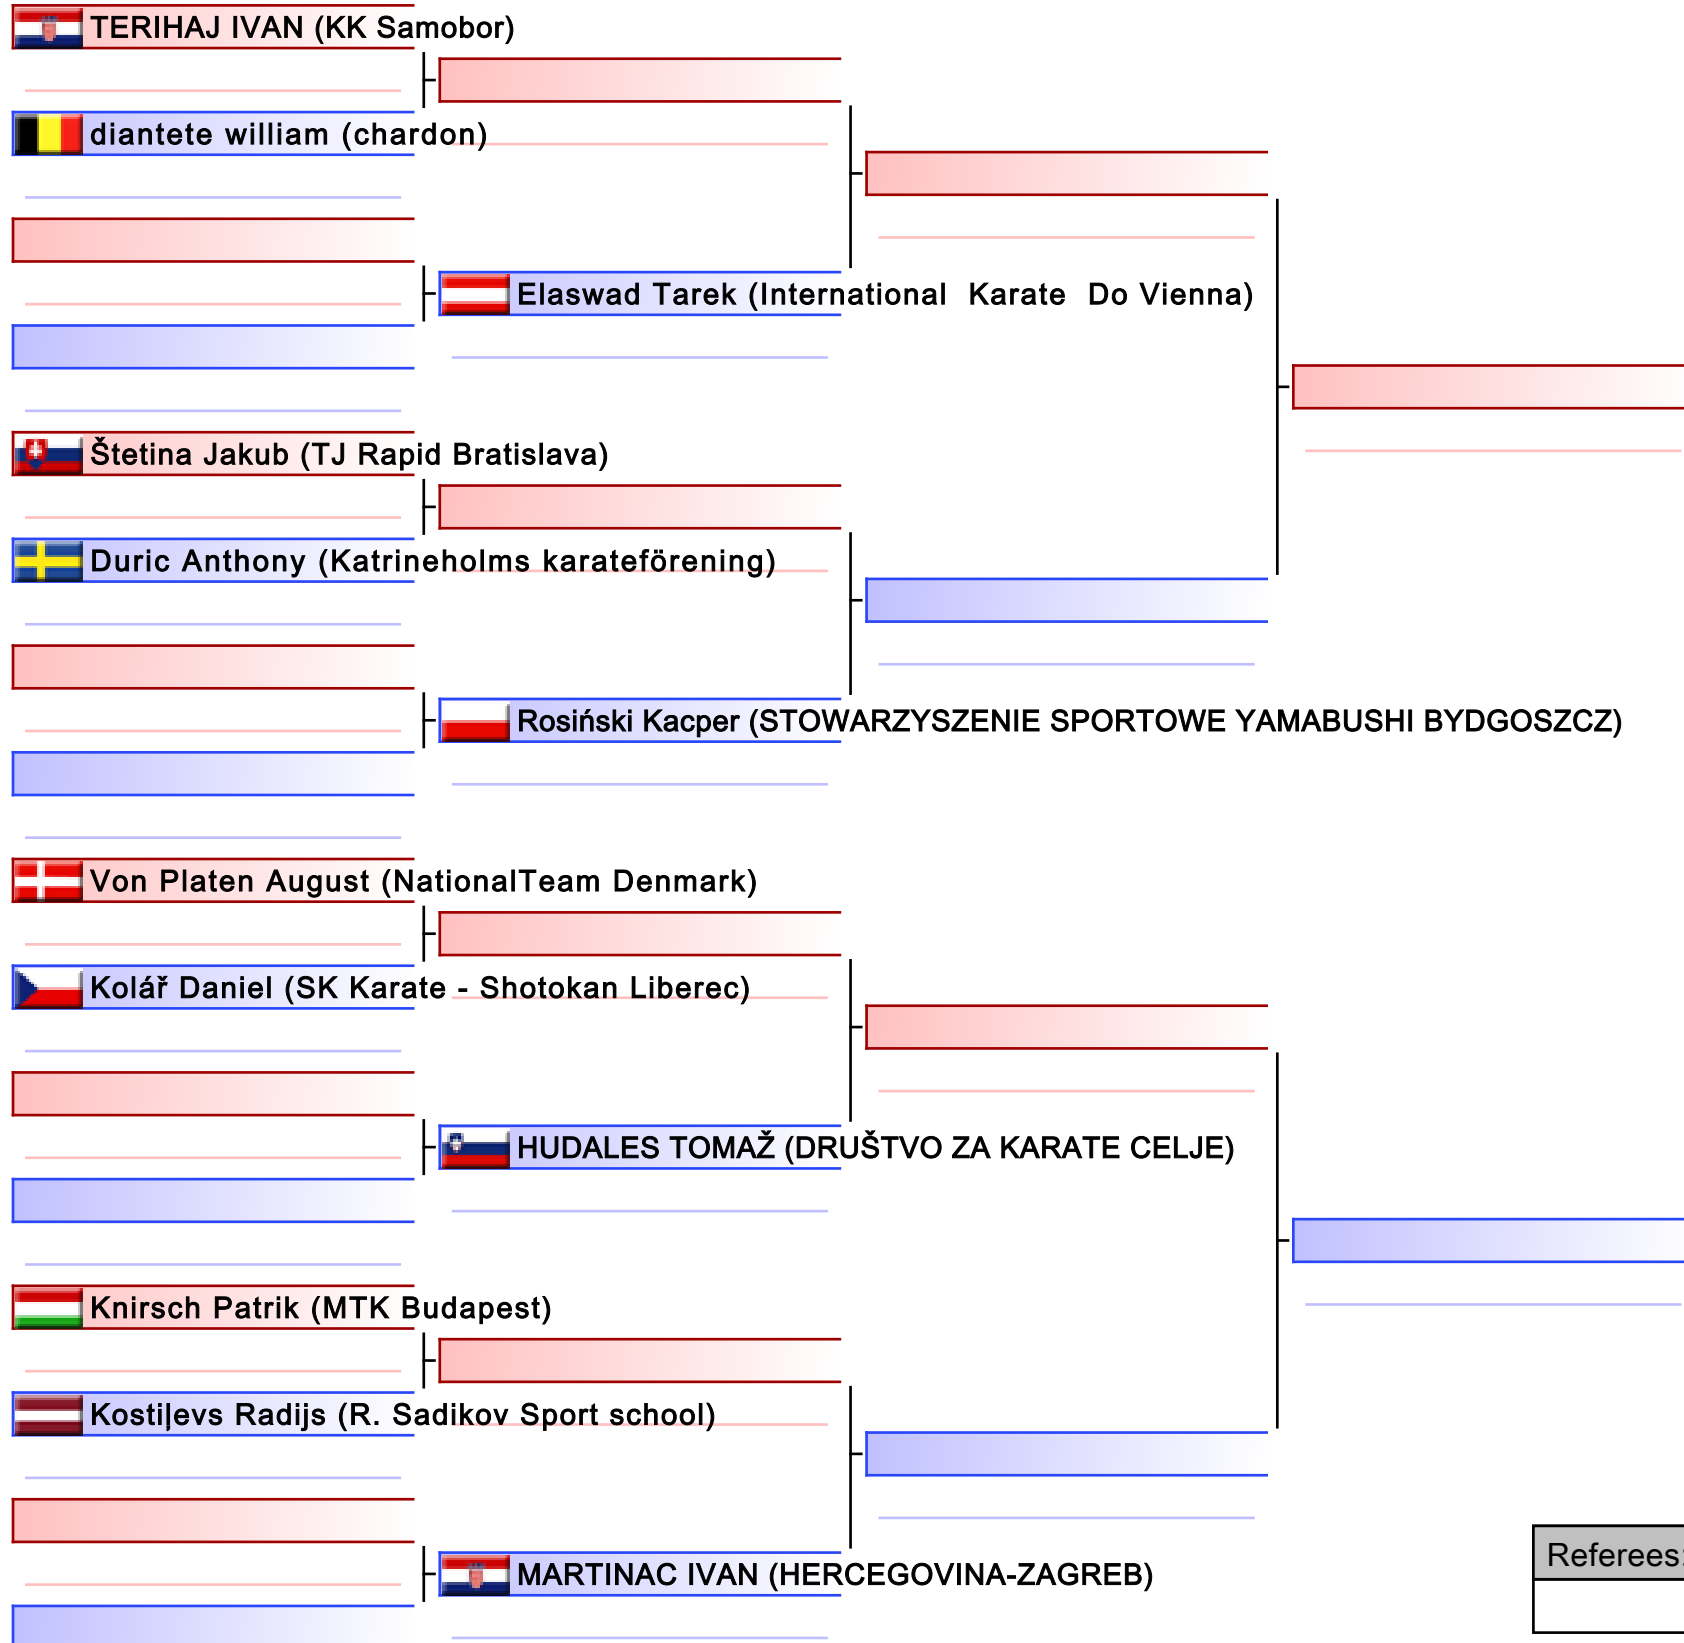 TERIHAJ IVAN (KK Samobor)
diantete william (chardon)
Elaswad Tarek (International  Karate  Do Vienna)
Štetina Jakub (TJ Rapid Bratislava)
Duric Anthony (Katrineholms karateförening)
Rosiński Kacper (STOWARZYSZENIE SPORTOWE YAMABUSHI BYDGOSZCZ)
Von Platen August (NationalTeam Denmark)
Kolář Daniel (SK Karate - Shotokan Liberec)
HUDALES TOMAŽ (DRUŠTVO ZA KARATE CELJE)
Knirsch Patrik (MTK Budapest)
Kostiļevs Radijs (R. Sadikov Sport school)
Referees:
MARTINAC IVAN (HERCEGOVINA-ZAGREB)